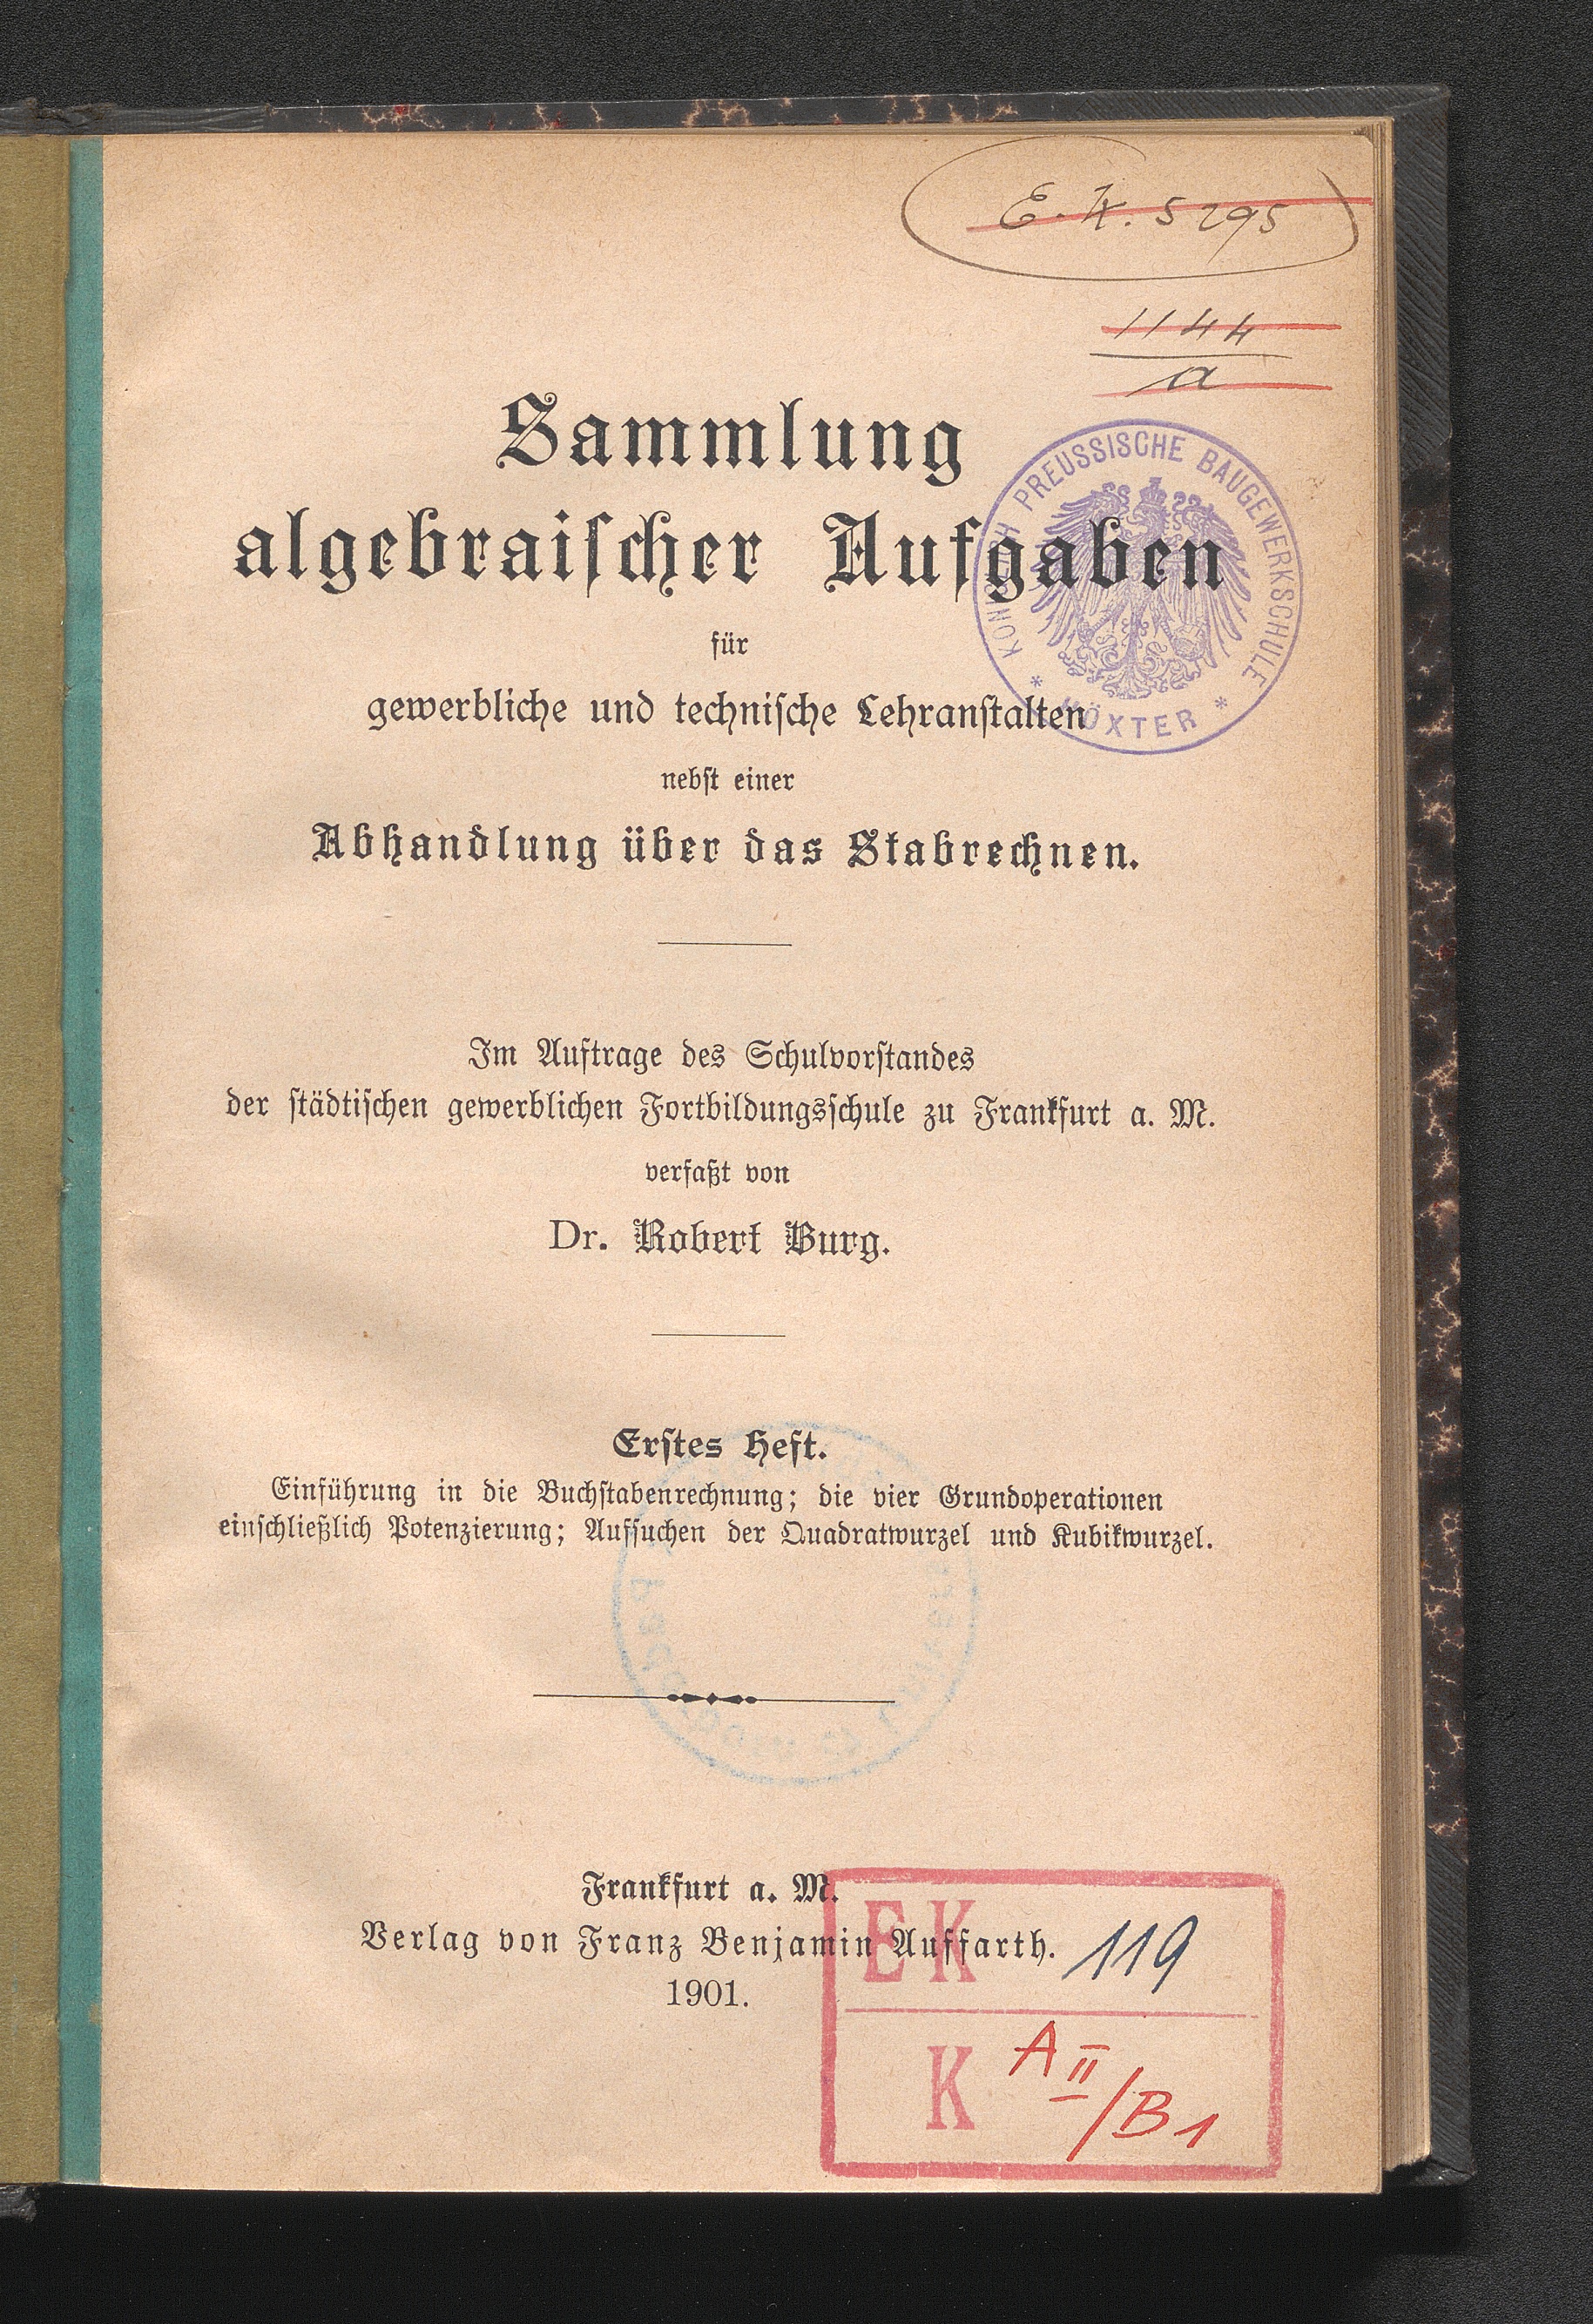 E. K. 5295
1144
a
KÖNIGLICH PREUSSISCHE BAUGEWERKSCHULE
* HÖXTER *
Sammlung
algebraiſcher Aufgaben
für
gewerbliche und techniſche Lehranſtalten
nebſt einer
Abhandlung über das Stabrechnen.
Im Auftrage des Schulvorſtandes
der ſtädtiſchen gewerblichen Fortbildungsſchule zu Frankfurt a. M.
verfaßt von
Dr. Robert Burg.
Erſtes Heft.
Einführung in die Buchſtabenrechnung; die vier Grundoperationen
einſchließlich Potenzierung; Aufſuchen der Quadratwurzel und Kubikwurzel.
Frankfurt a. M.
Verlag von Franz Benjamin Auffarth.
1901.
EK 119
K A II/B1